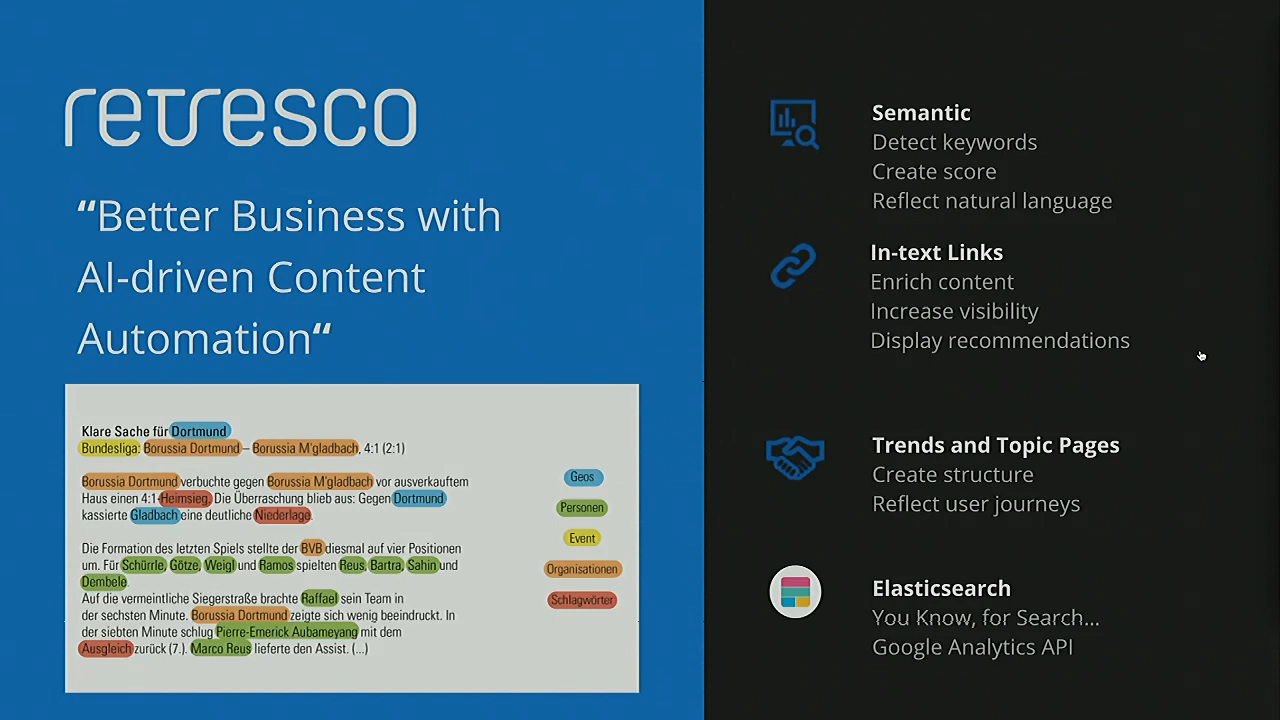 retresco
“Better Business with
AI-driven Content
Automation“
Klare Sache für Dortmund
Bundesliga: Borussia Dortmund – Borussia M'gladbach, 4:1 (2:1)
Borussia Dortmund verbuchte gegen Borussia M'gladbach vor ausverkauftem
Haus einen 4:1-Heimsieg. Die Überraschung blieb aus: Gegen Dortmund
kassierte Gladbach eine deutliche Niederlage.
Die Formation des letzten Spiels stellte der BVB diesmal auf vier Positionen
um. Für Schürrle, Götze, Weigl und Ramos spielten Reus, Bartra, Sahin und
Dembele.
Auf die vermeintliche Siegerstraße brachte Raffael sein Team in
der sechsten Minute. Borussia Dortmund zeigte sich wenig beeindruckt. In
der siebten Minute schlug Pierre-Emerick Aubameyang mit dem
Ausgleich zurück (7.). Marco Reus lieferte den Assist. (...)
Geos
Personen
Event
Organisationen
Schlagwörter
Semantic
Detect keywords
Create score
Reflect natural language
In-text Links
Enrich content
Increase visibility
Display recommendations
Trends and Topic Pages
Create structure
Reflect user journeys
Elasticsearch
You Know, for Search...
Google Analytics API